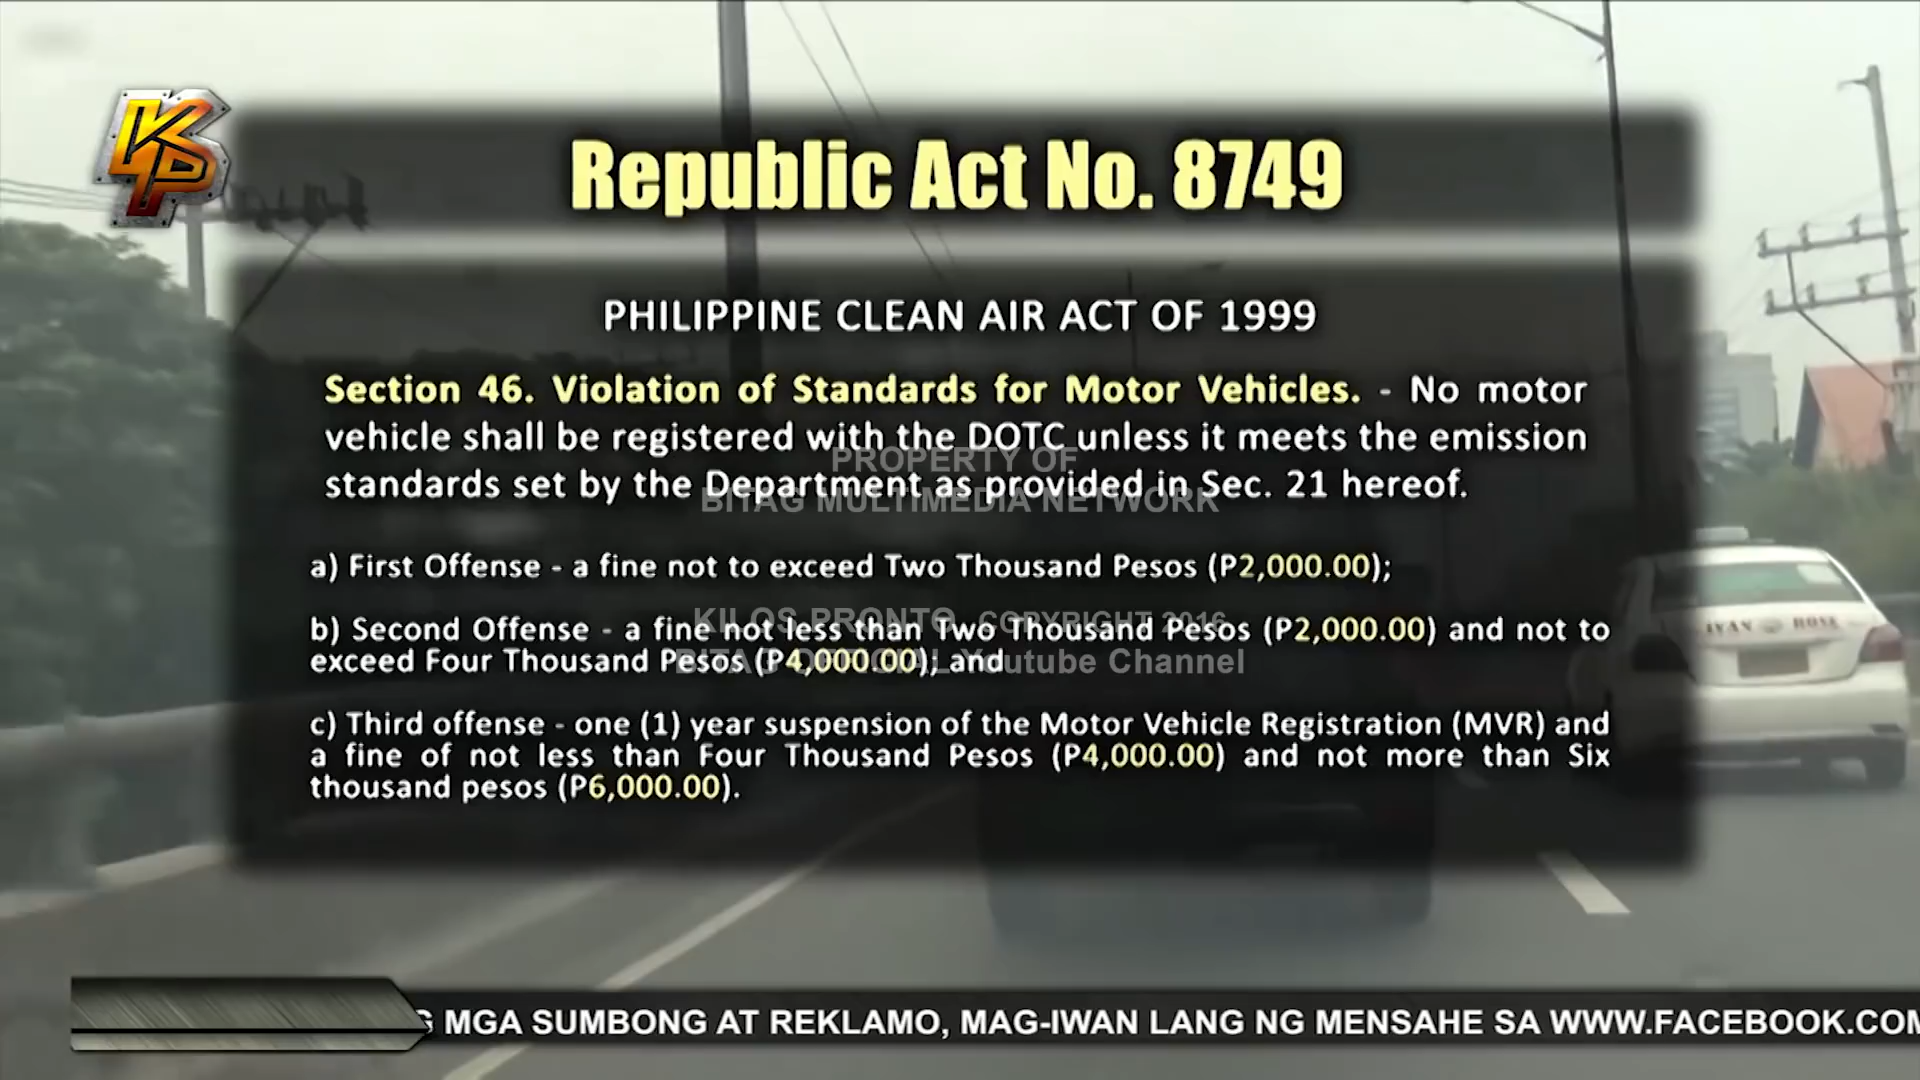 KP
Republic Act No. 8749
PHILIPPINE CLEAN AIR ACT OF 1999
Section 46. Violation of Standards for Motor Vehicles. - No motor
vehicle shall be registered with the DOTC unless it meets the emission
standards set by the Department as provided in Sec. 21 hereof.
PROPERTY OF
BITAG MULTIMEDIA NETWORK
a) First Offense - a fine not to exceed Two Thousand Pesos (P2,000.00);
b) Second Offense - a fine not less than Two Thousand Pesos (P2,000.00) and not to
exceed Four Thousand Pesos (P4,000.00); and
KILOS PRONTO COPYRIGHT 2016
BITAG OFFICIAL Youtube Channel
c) Third offense - one (1) year suspension of the Motor Vehicle Registration (MVR) and
a fine of not less than Four Thousand Pesos (P4,000.00) and not more than Six
thousand pesos (P6,000.00).
IVAN ROSE
G MGA SUMBONG AT REKLAMO, MAG-IWAN LANG NG MENSAHE SA WWW.FACEBOOK.COM